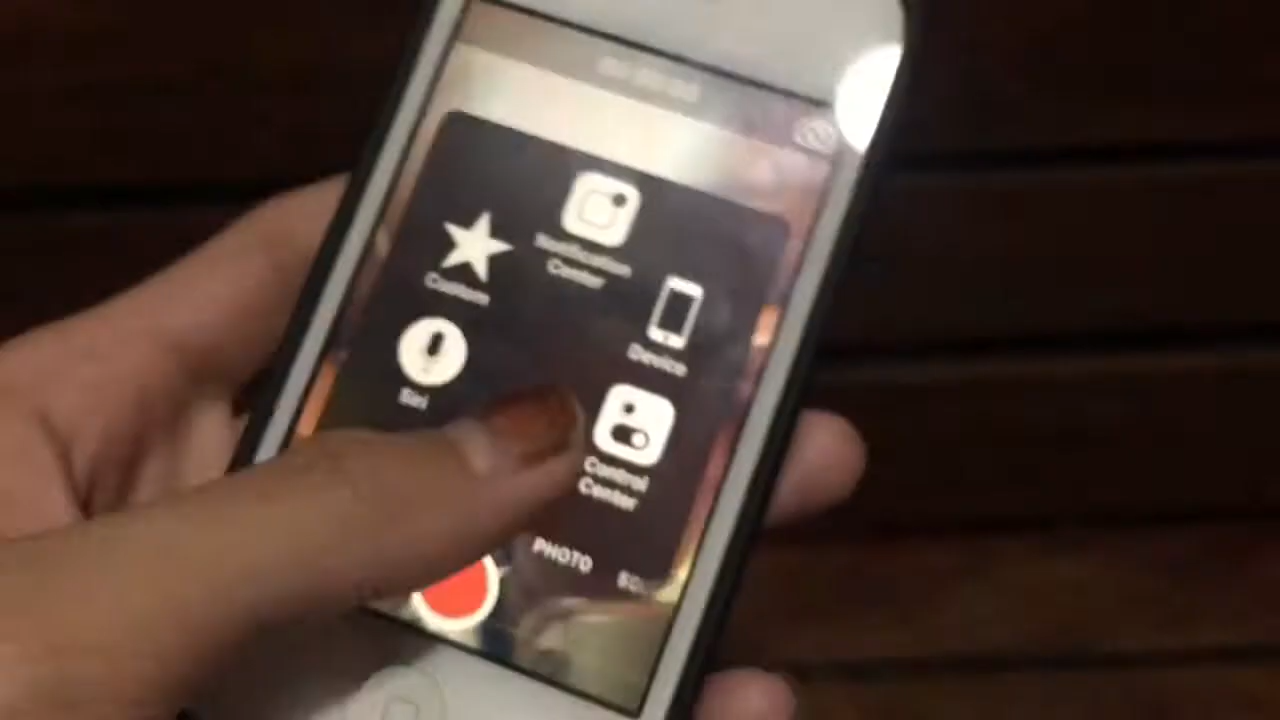 Notification
Center
Custom
Device
Siri
Control
Center
PHOTO